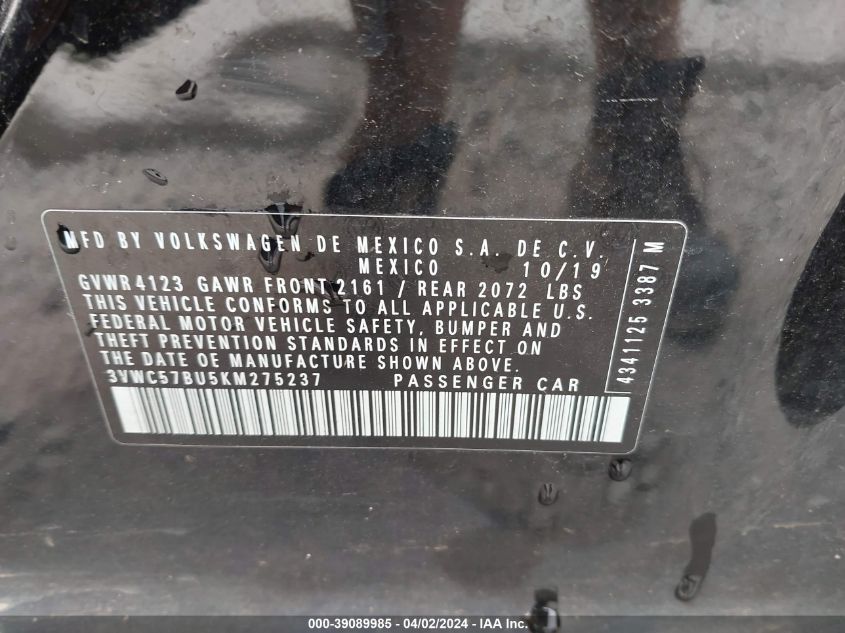 MFD BY VOLKSWAGEN DE MEXICO S.A. DE C.V.
MEXICO 10/19
GVWR 4123 GAWR FRONT 2161 / REAR 2072 LBS
THIS VEHICLE CONFORMS TO ALL APPLICABLE U.S.
FEDERAL MOTOR VEHICLE SAFETY, BUMPER AND
THEFT PREVENTION STANDARDS IN EFFECT ON
THE DATE OF MANUFACTURE SHOWN ABOVE.
3VWC57BU5KM275237 PASSENGER CAR
4341125 3387 M
000-39089985 - 04/02/2024 - IAA Inc.